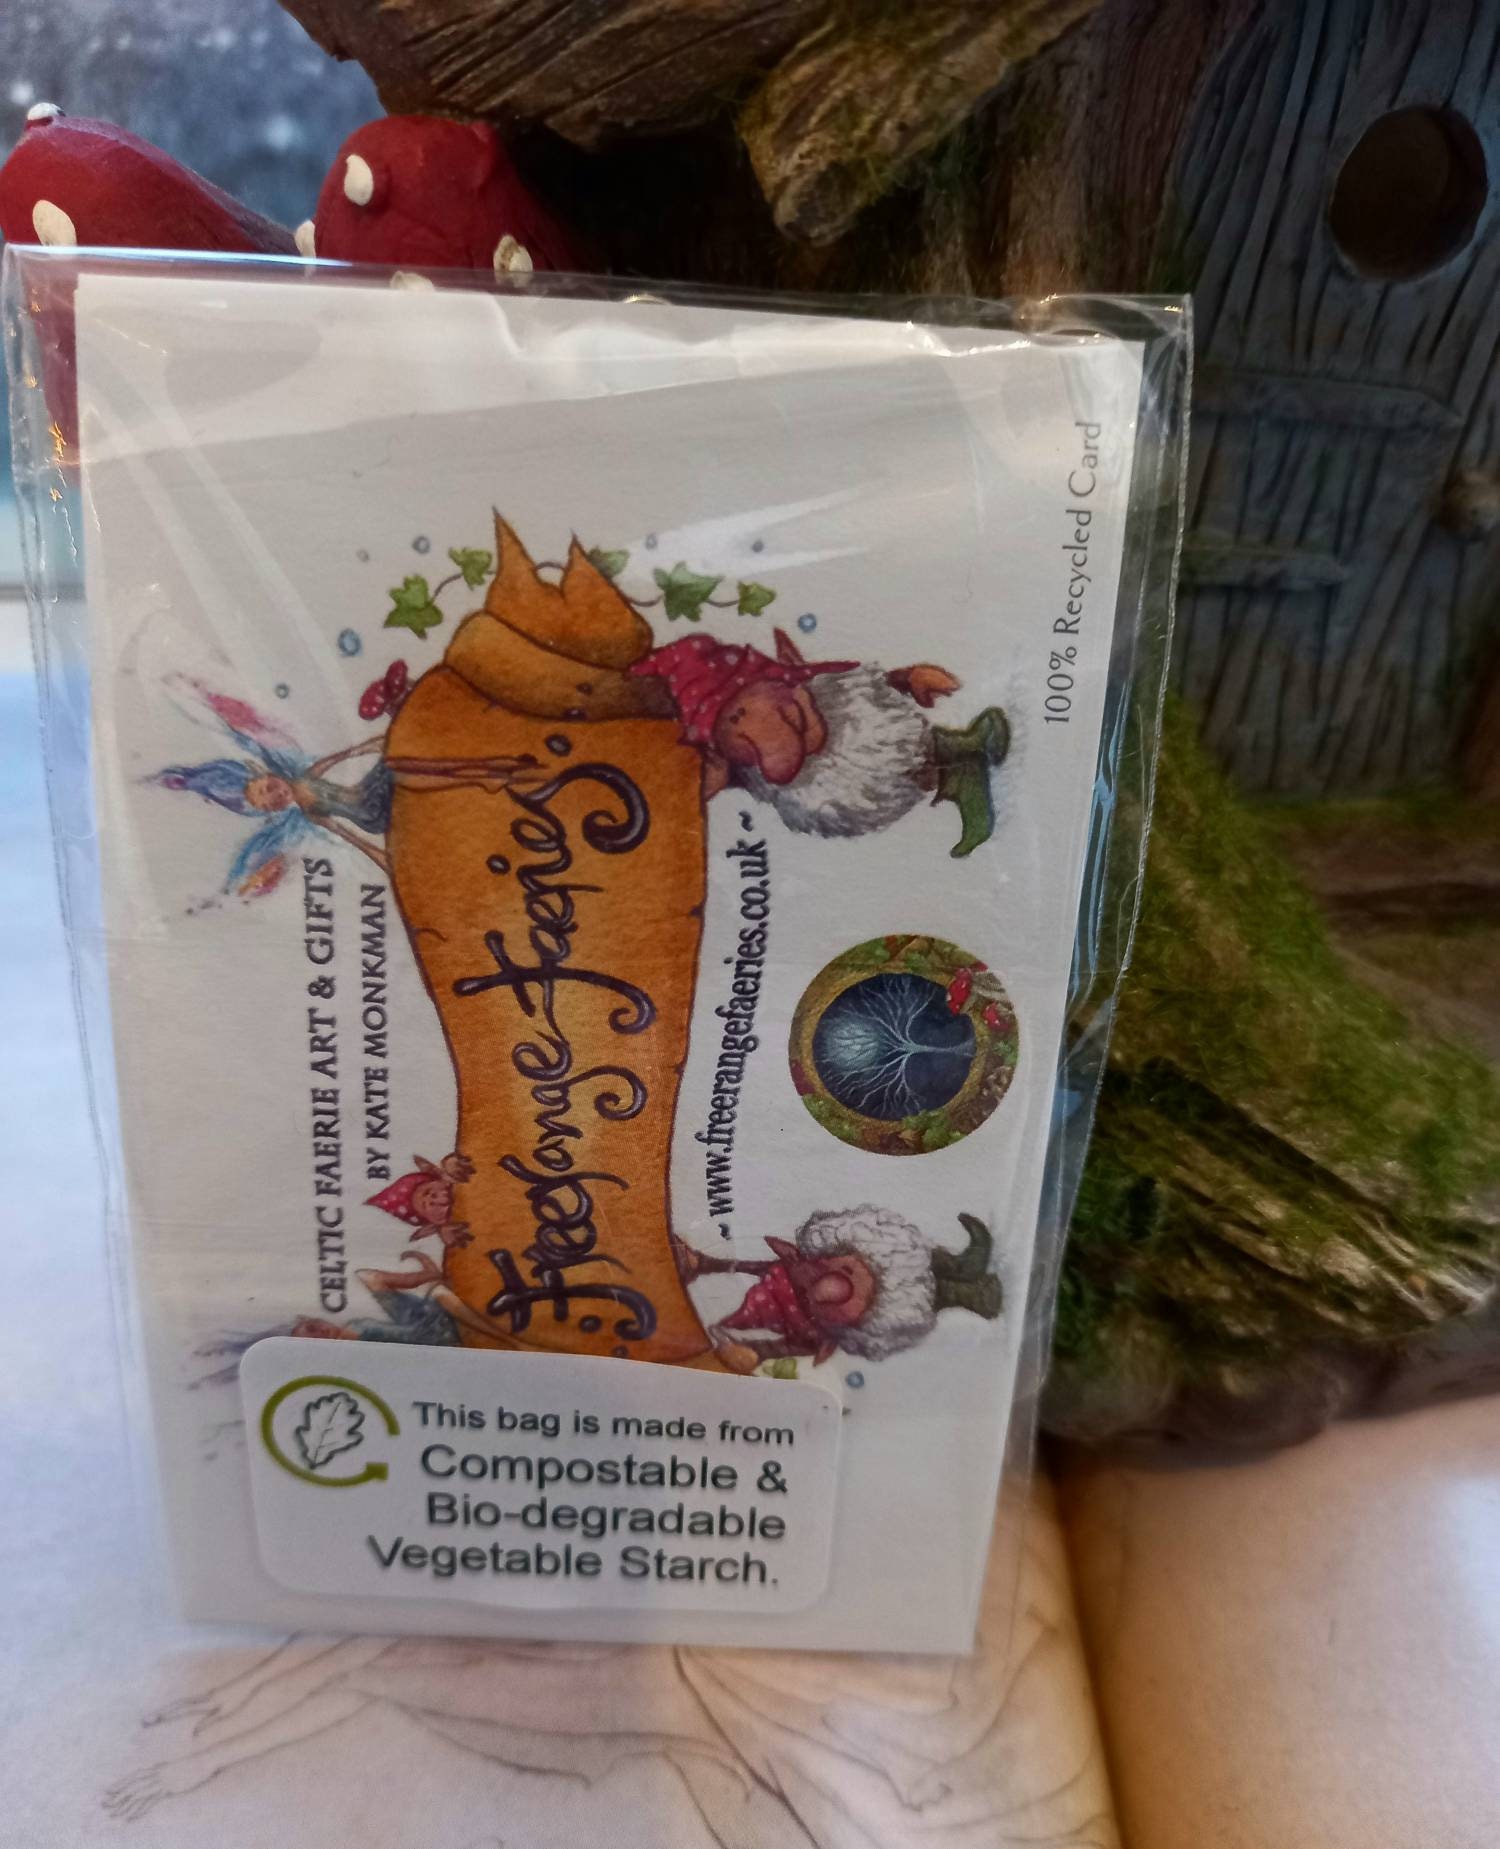 CELTIC FAERIE ART & GIFTS
BY KATE MONKMAN
Freerange Faeries
~ www.freerangefaeries.co.uk ~
100% Recycled Card
This bag is made from
Compostable &
Bio-degradable
Vegetable Starch.